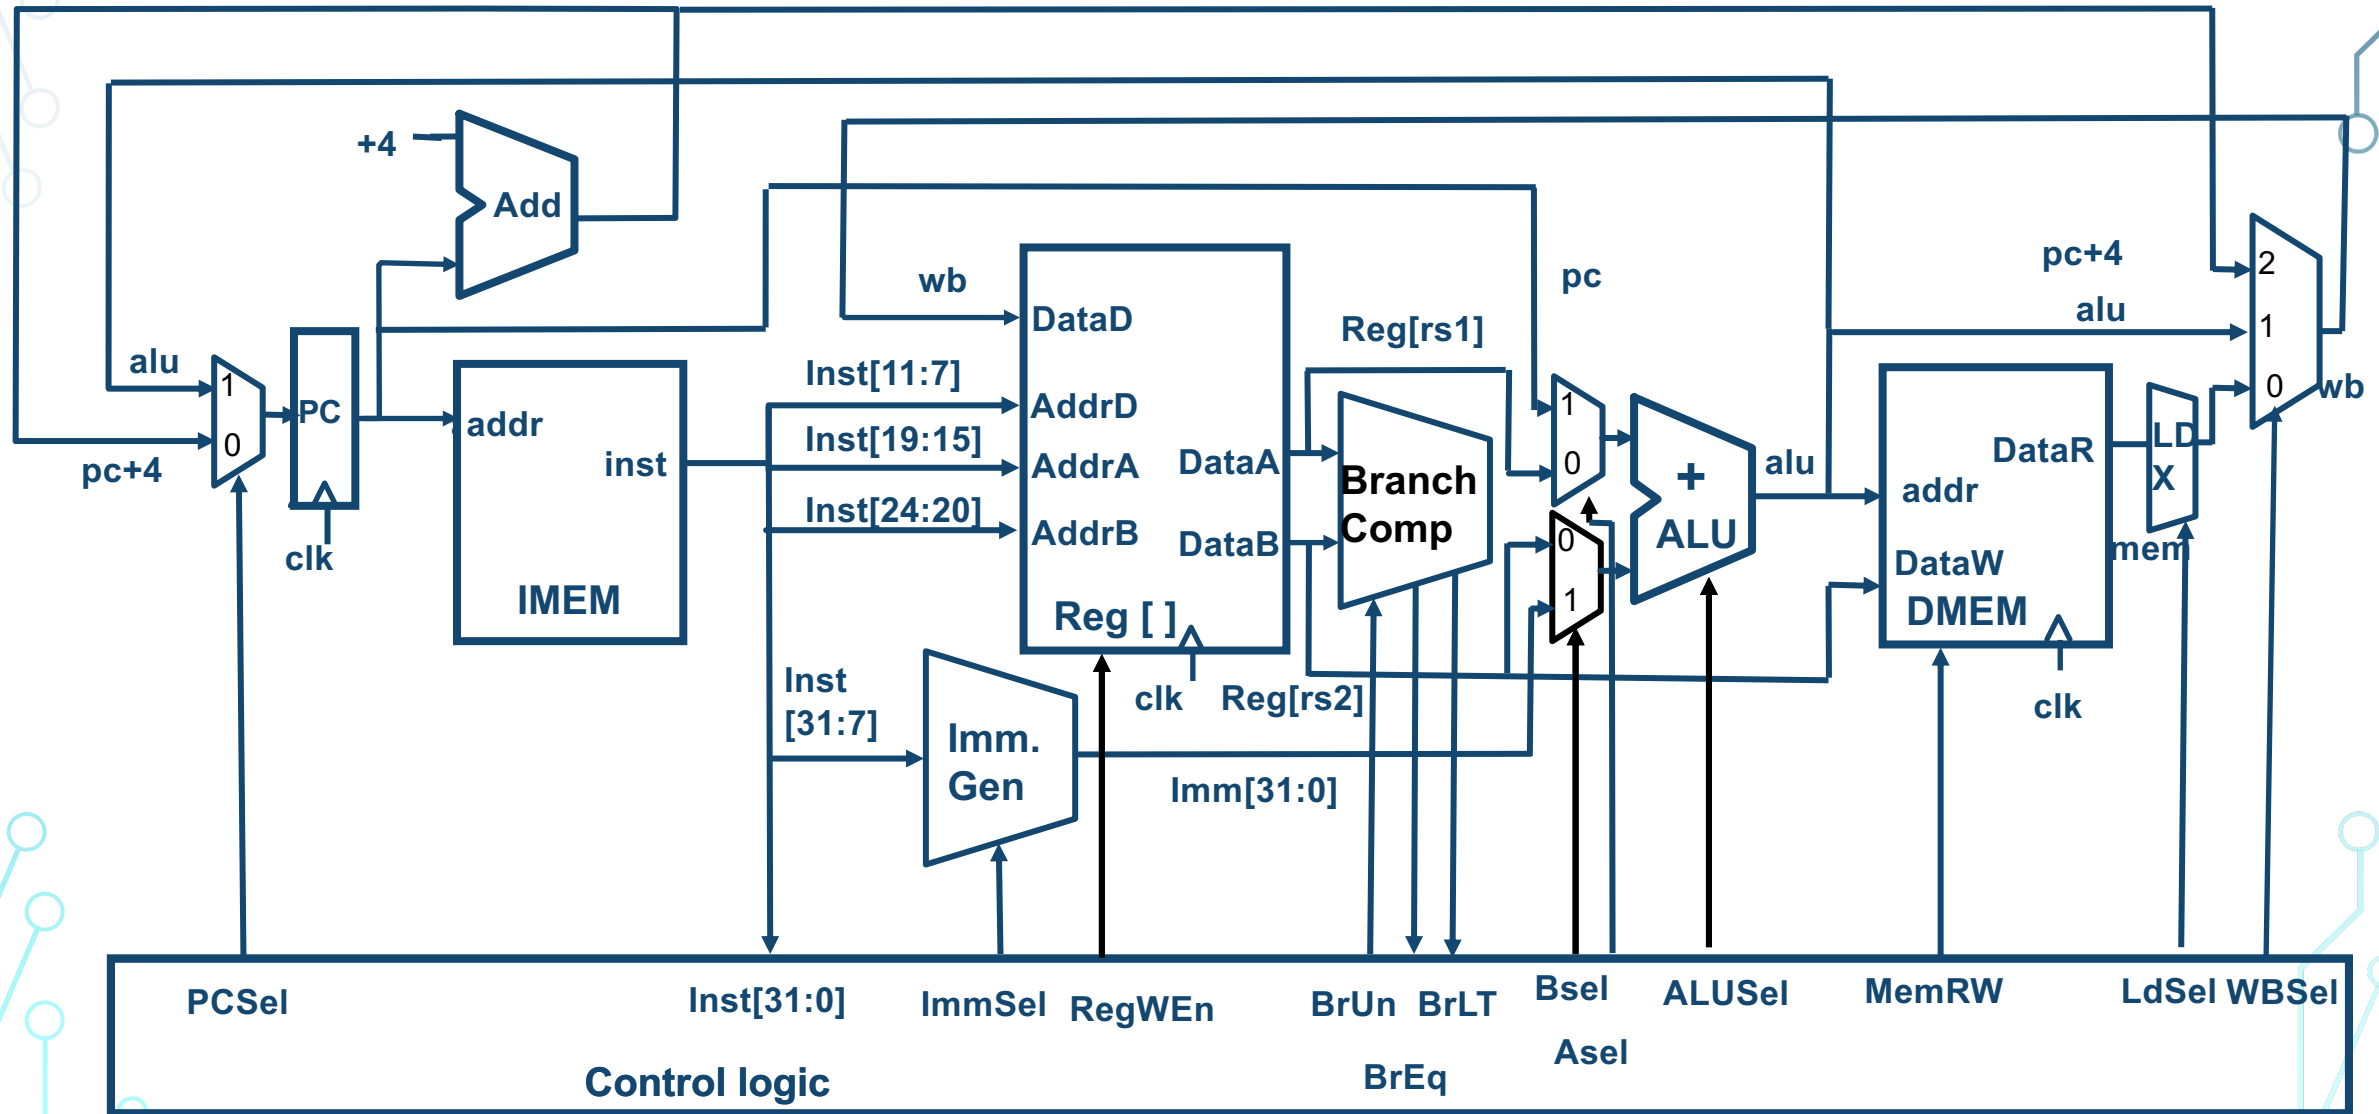 +4
Add
pc
pc+4
2
wb
DataD
Reg[rs1]
alu
1
alu
1
Inst[11:7]
0
wb
PC
addr
AddrD
1
Inst[19:15]
0
inst
AddrA
DataA
Branch
Comp
0
+
ALU
alu
DataR
LD
X
addr
pc+4
Inst[24:20]
AddrB
DataB
0
1
DataW
mem
clk
IMEM
Reg [ ]
DMEM
Inst
[31:7]
clk
Reg[rs2]
clk
Imm.
Gen
Imm[31:0]
PCSel
Inst[31:0]
ImmSel
RegWEn
BrUn
BrLT
Bsel
ALUSel
MemRW
LdSel
WBSel
Asel
BrEq
Control logic